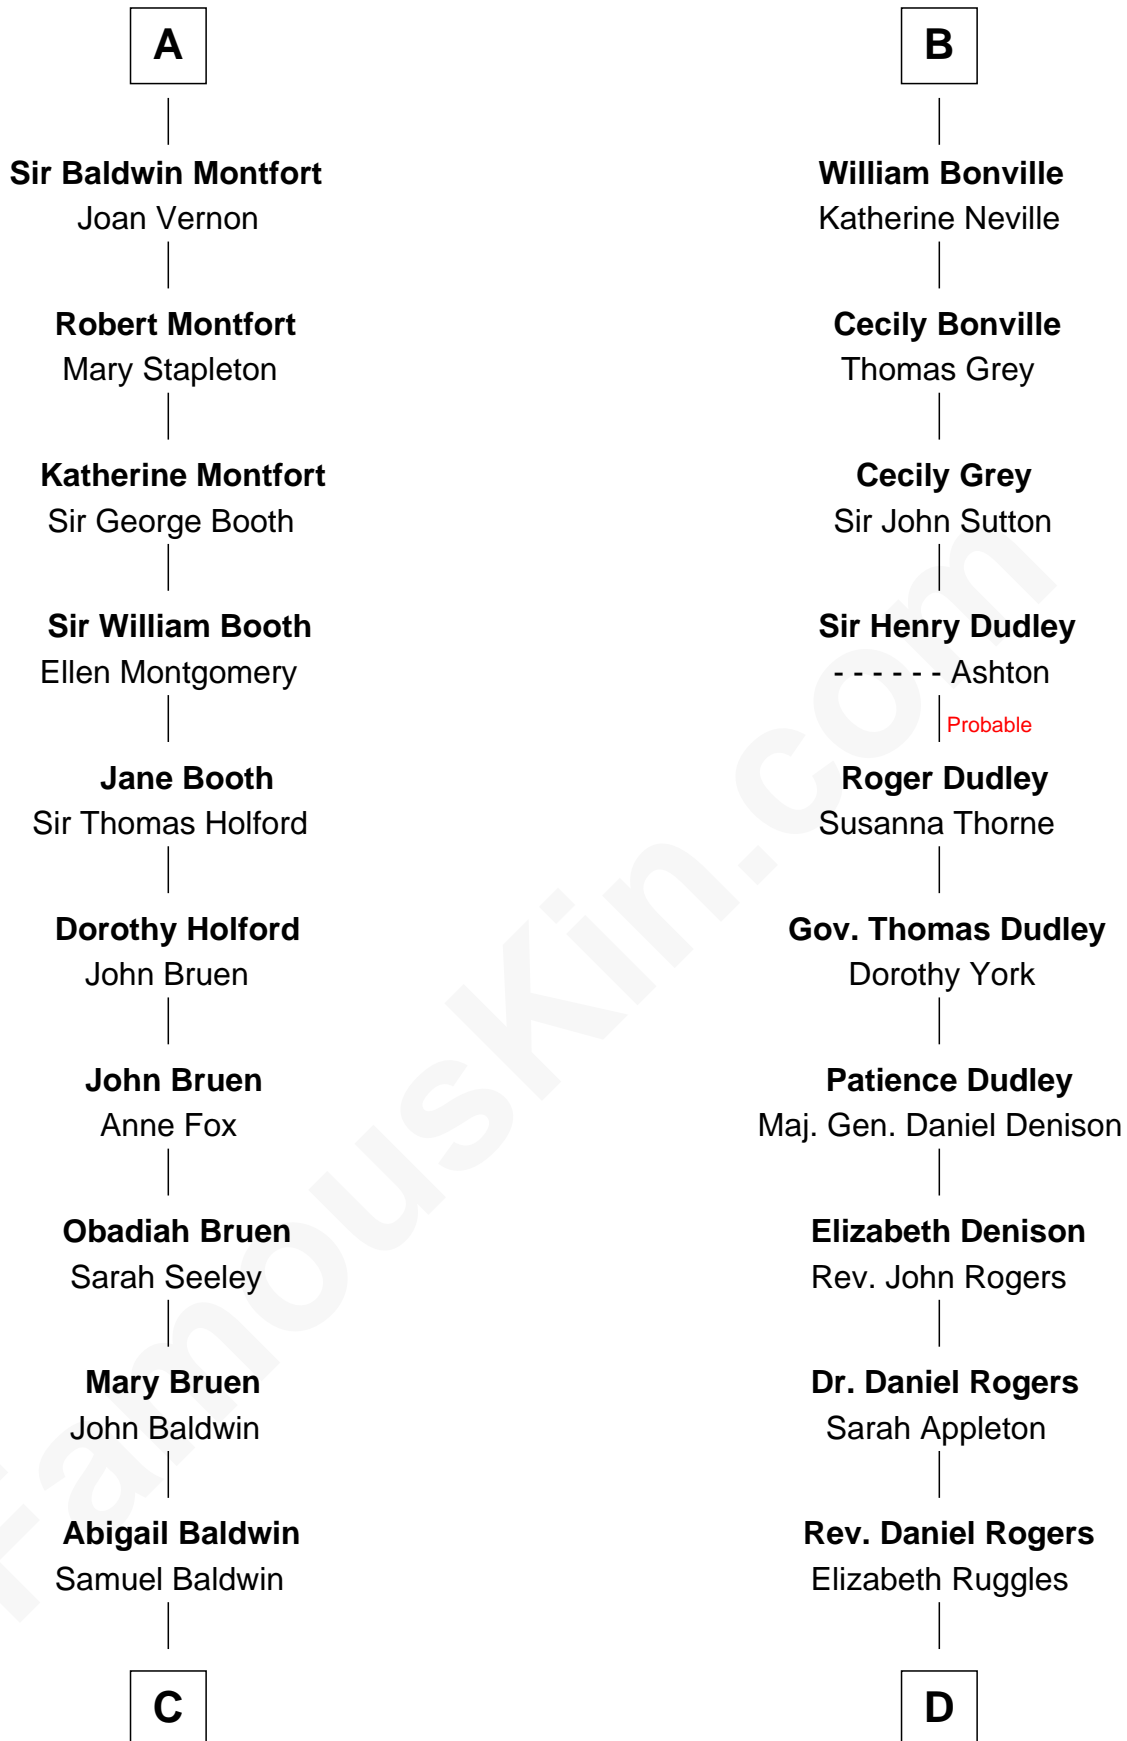 A
Sir Baldwin Montfort
Joan Vernon
Robert Montfort
Mary Stapleton
Katherine Montfort
Sir George Booth
Sir William Booth
Ellen Montgomery
Jane Booth
Sir Thomas Holford
Dorothy Holford
John Bruen
John Bruen
Anne Fox
Obadiah Bruen
Sarah Seeley
Mary Bruen
John Baldwin
Abigail Baldwin
Samuel Baldwin
C
B
William Bonville
Katherine Neville
Cecily Bonville
Thomas Grey
Cecily Grey
Sir John Sutton
Sir Henry Dudley
- - - - - - Ashton
Probable
Roger Dudley
Susanna Thorne
Gov. Thomas Dudley
Dorothy York
Patience Dudley
Maj. Gen. Daniel Denison
Elizabeth Denison
Rev. John Rogers
Dr. Daniel Rogers
Sarah Appleton
Rev. Daniel Rogers
Elizabeth Ruggles
D
FamousKin.com